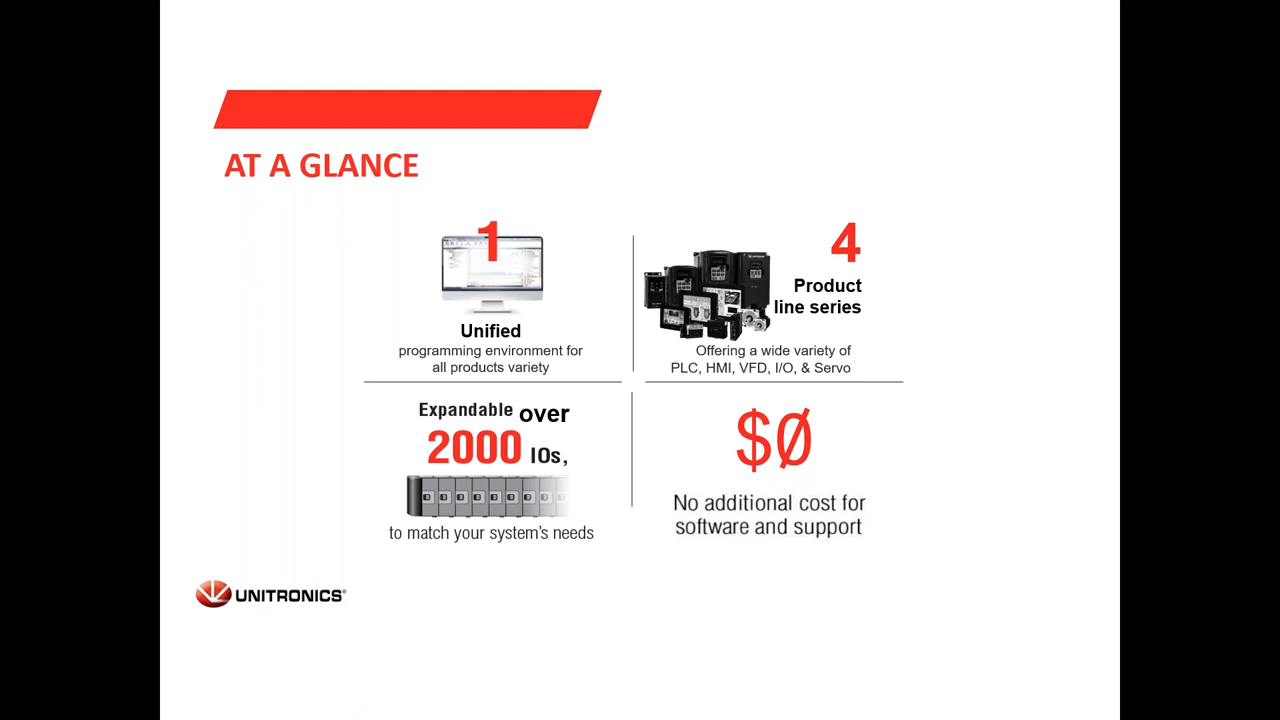 AT A GLANCE
1
Unified
programming environment for
all products variety
4
Product
line series
Offering a wide variety of
PLC, HMI, VFD, I/O, & Servo
Expandable over
2000 IOs,
to match your system's needs
$0
No additional cost for
software and support
UNITRONICS®